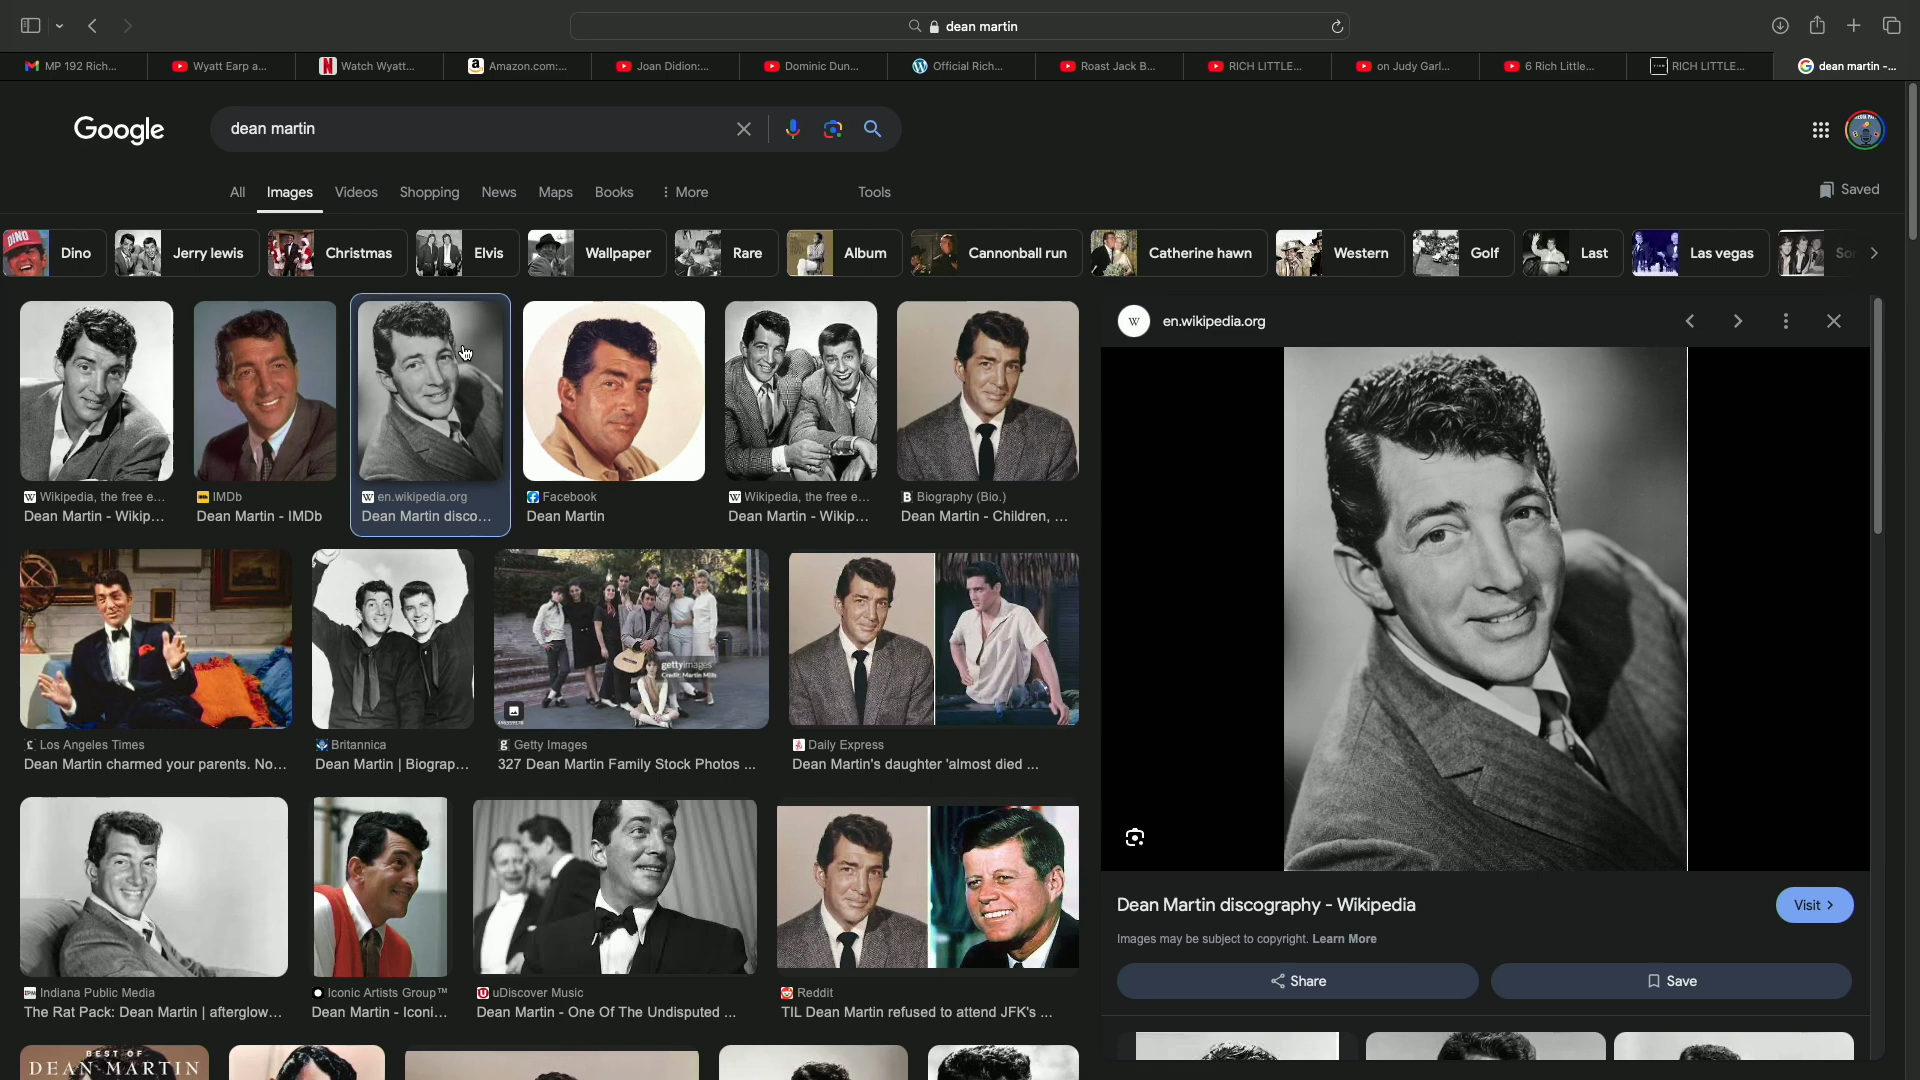 dean martin
MP 192 Rich...
Wyatt Earp a...
Watch Wyatt...
Amazon.com:...
Joan Didion:...
Dominic Dun...
Official Rich...
Roast Jack B...
RICH LITTLE...
on Judy Garl...
6 Rich Little...
RICH LITTLE...
dean martin -...
Google
dean martin
All
Images
Videos
Shopping
News
Maps
Books
More
Tools
Saved
DINO
Dino
Jerry lewis
Christmas
Elvis
Wallpaper
Rare
Album
Cannonball run
Catherine hawn
Western
Golf
Last
Las vegas
W en.wikipedia.org
W Wikipedia, the free e...
Dean Martin - Wikip...
IMDb
Dean Martin - IMDb
W en.wikipedia.org
Dean Martin disco...
Facebook
Dean Martin
W Wikipedia, the free e...
Dean Martin - Wikip...
B Biography (Bio.)
Dean Martin - Children, ...
gettyimages
Credit: Martin Mills
Los Angeles Times
Dean Martin charmed your parents. No...
Britannica
Dean Martin | Biograp...
g Getty Images
327 Dean Martin Family Stock Photos ...
Daily Express
Dean Martin's daughter 'almost died ...
Indiana Public Media
The Rat Pack: Dean Martin | afterglow...
Iconic Artists Group™
Dean Martin - Iconi...
uDiscover Music
Dean Martin - One Of The Undisputed ...
Reddit
TIL Dean Martin refused to attend JFK's ...
Dean Martin discography - Wikipedia
Visit >
Images may be subject to copyright. Learn More
Share
Save
BEST OF
DEAN MARTIN